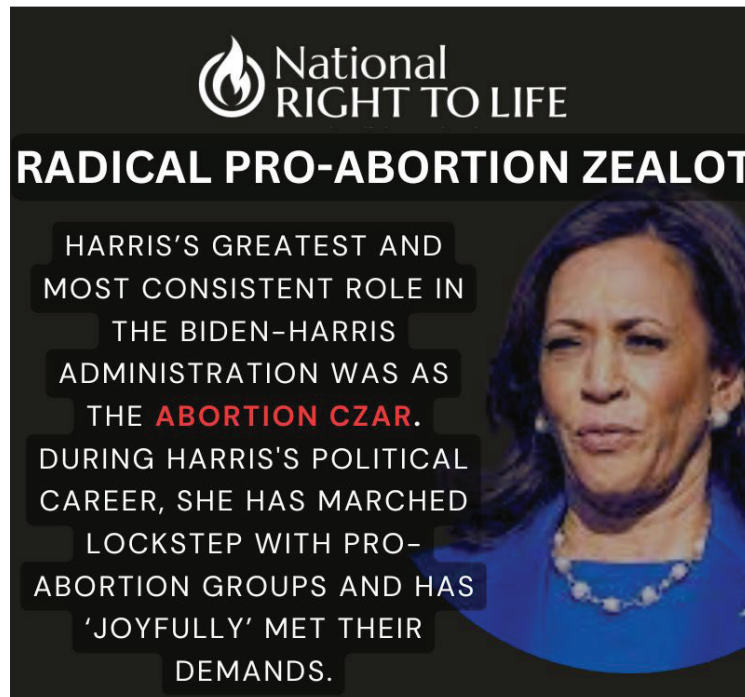 National
RIGHT TO LIFE
RADICAL PRO-ABORTION ZEALOT
HARRIS’S GREATEST AND
MOST CONSISTENT ROLE IN
THE BIDEN-HARRIS
ADMINISTRATION WAS AS
THE ABORTION CZAR.
DURING HARRIS'S POLITICAL
CAREER, SHE HAS MARCHED
LOCKSTEP WITH PRO-
ABORTION GROUPS AND HAS
‘JOYFULLY’ MET THEIR
DEMANDS.